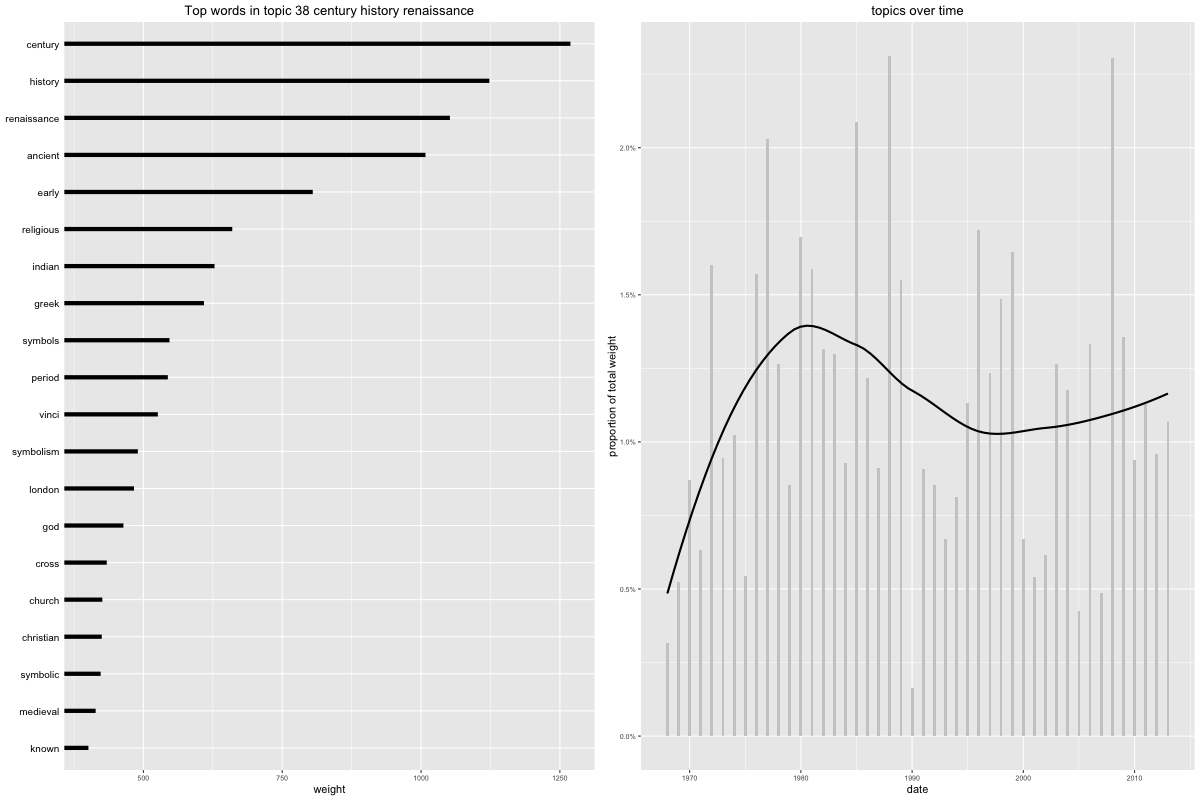 Top words in topic 38 century history renaissance
century
history
renaissance
ancient
early
religious
indian
greek
symbols
period
vinci
symbolism
london
god
cross
church
christian
symbolic
medieval
known
500 750 1000 1250
weight
topics over time
proportion of total weight
2.0%
1.5%
1.0%
0.5%
0.0%
1970 1980 1990 2000 2010
date